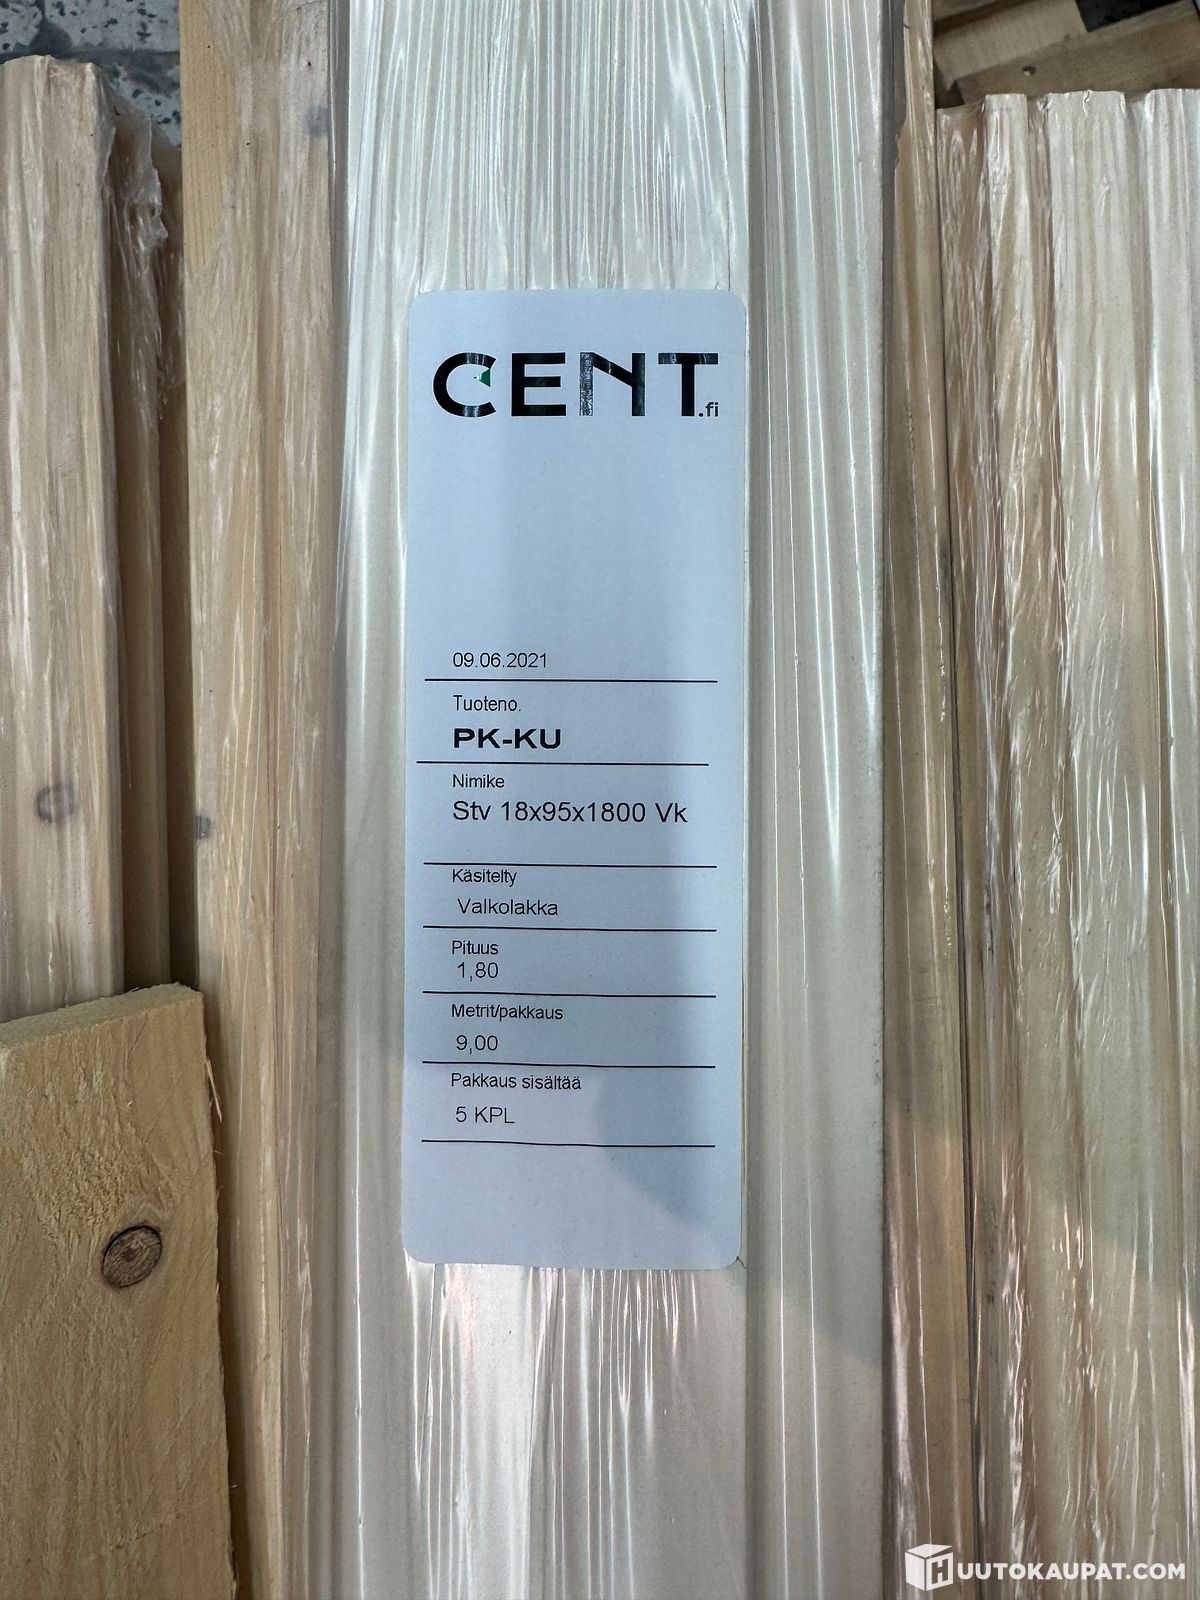 CENT.fi
09.06.2021
Tuoteno.
PK-KU
Nimike
Stv 18x95x1800 Vk
Käsitelty
Valkolakka
Pituus
1,80
Metrit/pakkaus
9,00
Pakkaus sisältää
5 KPL
HUUTOKAUPAT.COM